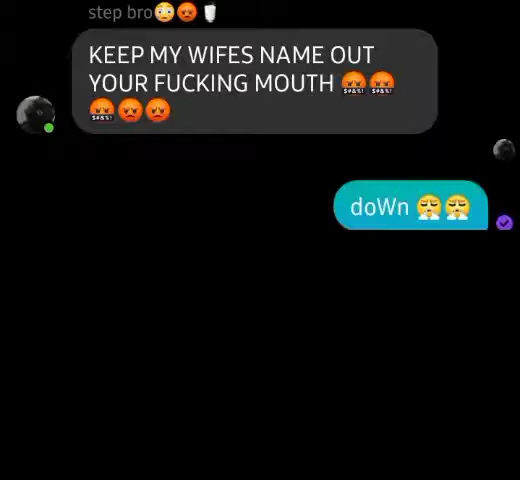 step bro😳😡🥛
KEEP MY WIFES NAME OUT
YOUR FUCKING MOUTH 🤬🤬
🤬😡😡
doWn 😤😤